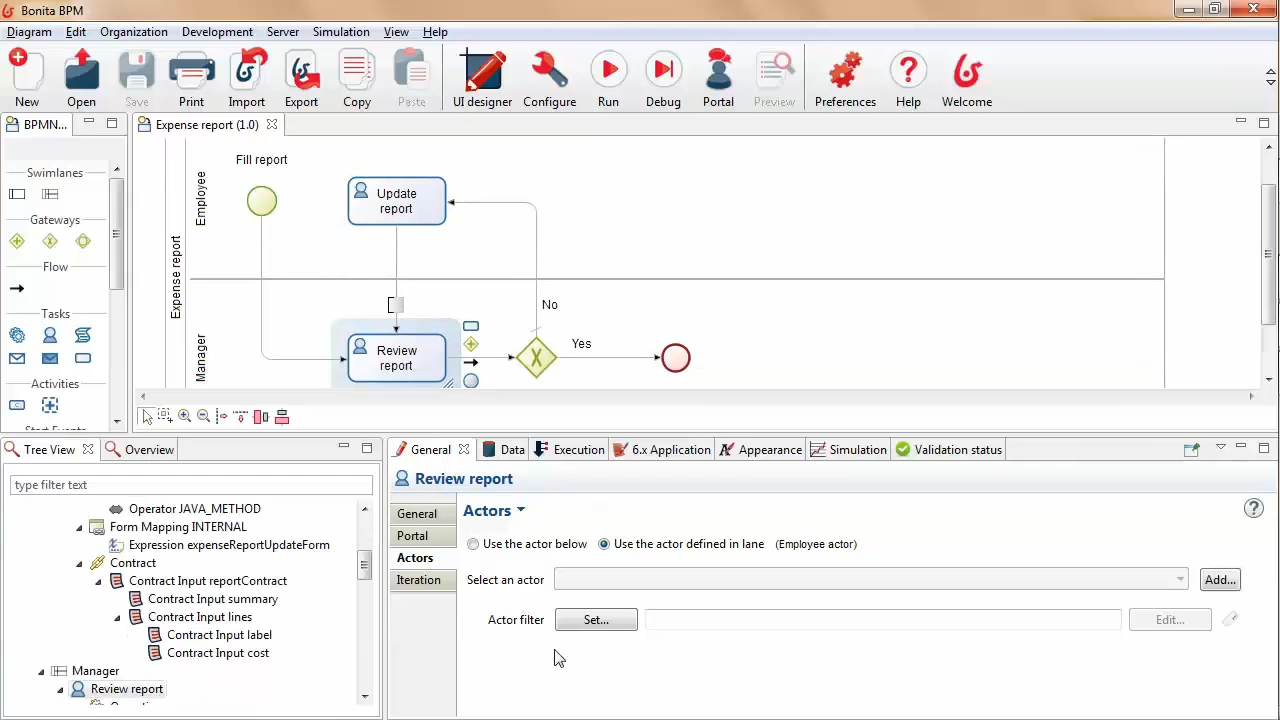 Bonita BPM
Diagram Edit Organization Development Server Simulation View Help
New Open Save Print Import Export Copy Paste UI designer Configure Run Debug Portal Preview Preferences Help Welcome
BPMN...
Expense report (1.0)
Swimlanes
Gateways
Flow
Tasks
Activities
Expense report
Employee
Manager
Fill report
Update
report
No
Review
report
Yes
Tree View
Overview
type filter text
Operator JAVA_METHOD
Form Mapping INTERNAL
Expression expenseReportUpdateForm
Contract
Contract Input reportContract
Contract Input summary
Contract Input lines
Contract Input label
Contract Input cost
Manager
Review report
General Data Execution 6.x Application Appearance Simulation Validation status
Review report
General
Portal
Actors
Iteration
Actors
Use the actor below Use the actor defined in lane (Employee actor)
Select an actor Add...
Actor filter Set... Edit...